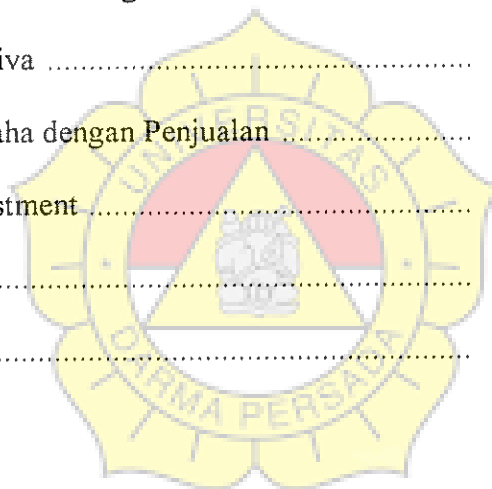 iva ........................................................
aha dengan Penjualan .........................
stment ...................................................
................................................................
................................................................
UNIVERSITAS
DARMA PERSADA